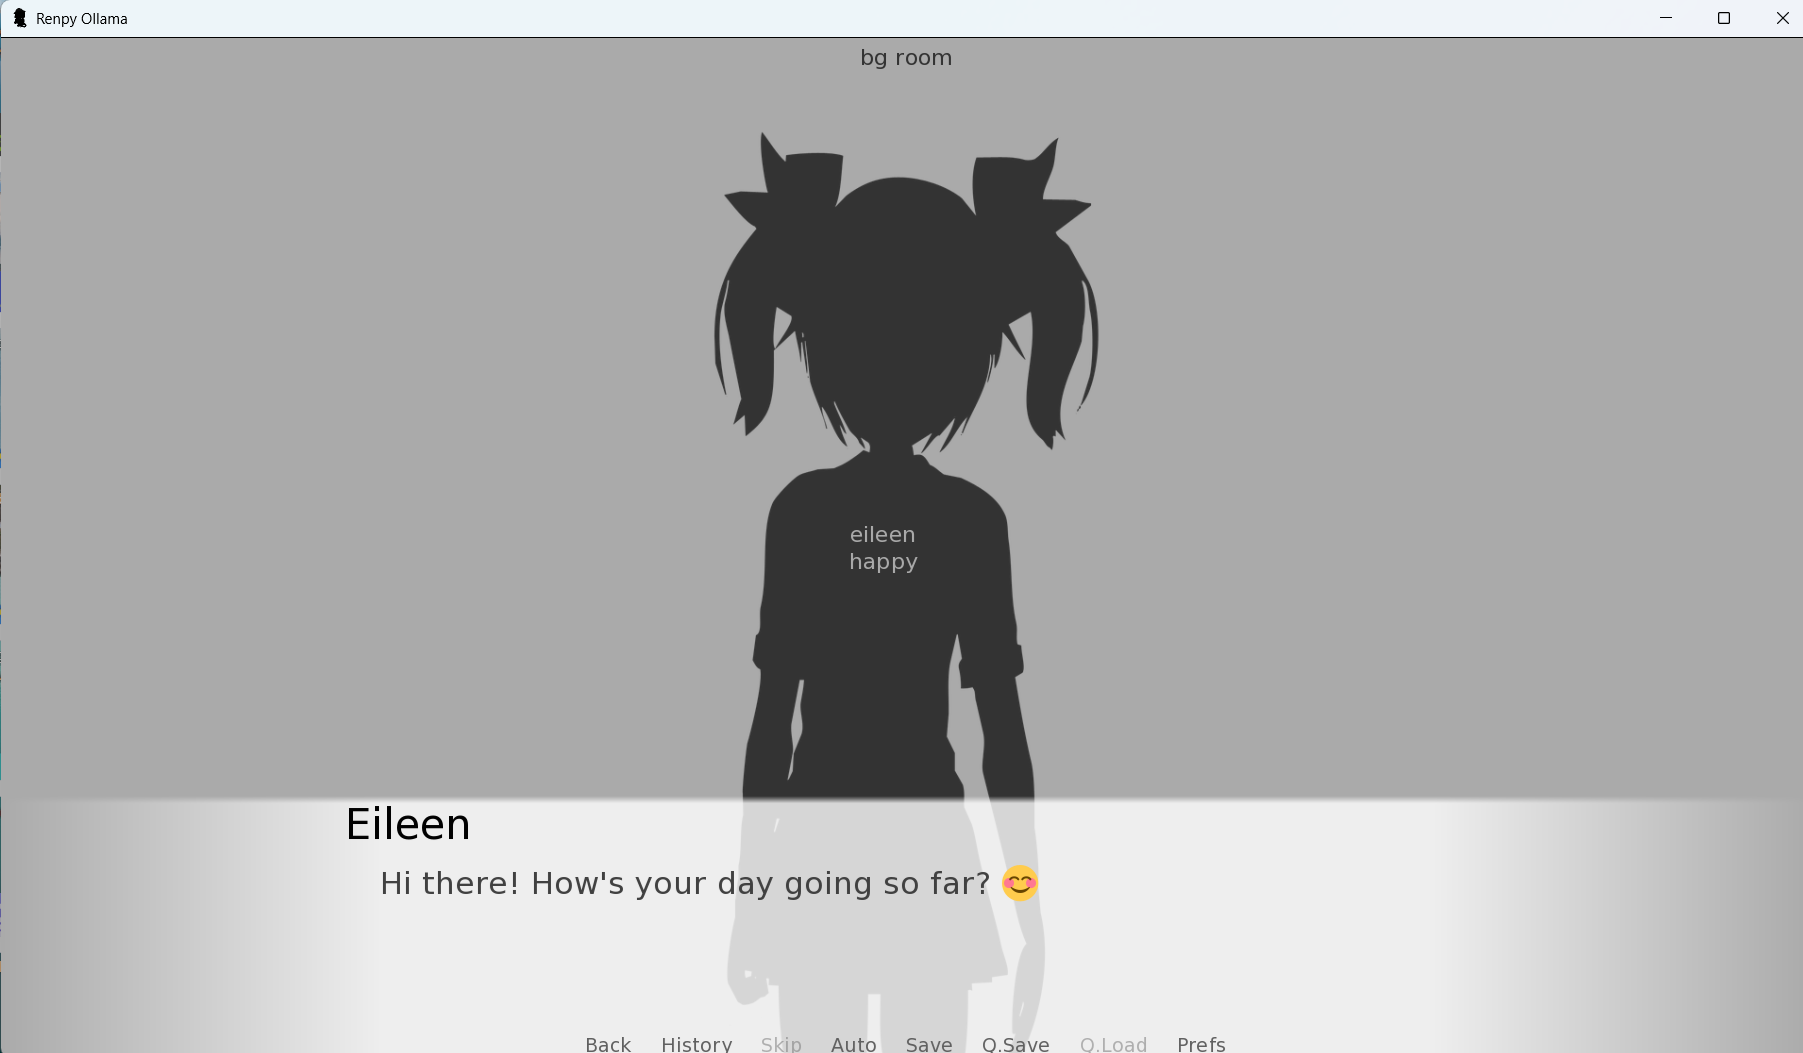 Renpy Ollama
bg room
eileen
happy
Eileen
Hi there! How's your day going so far? 😊
Back History Skip Auto Save Q.Save Q.Load Prefs